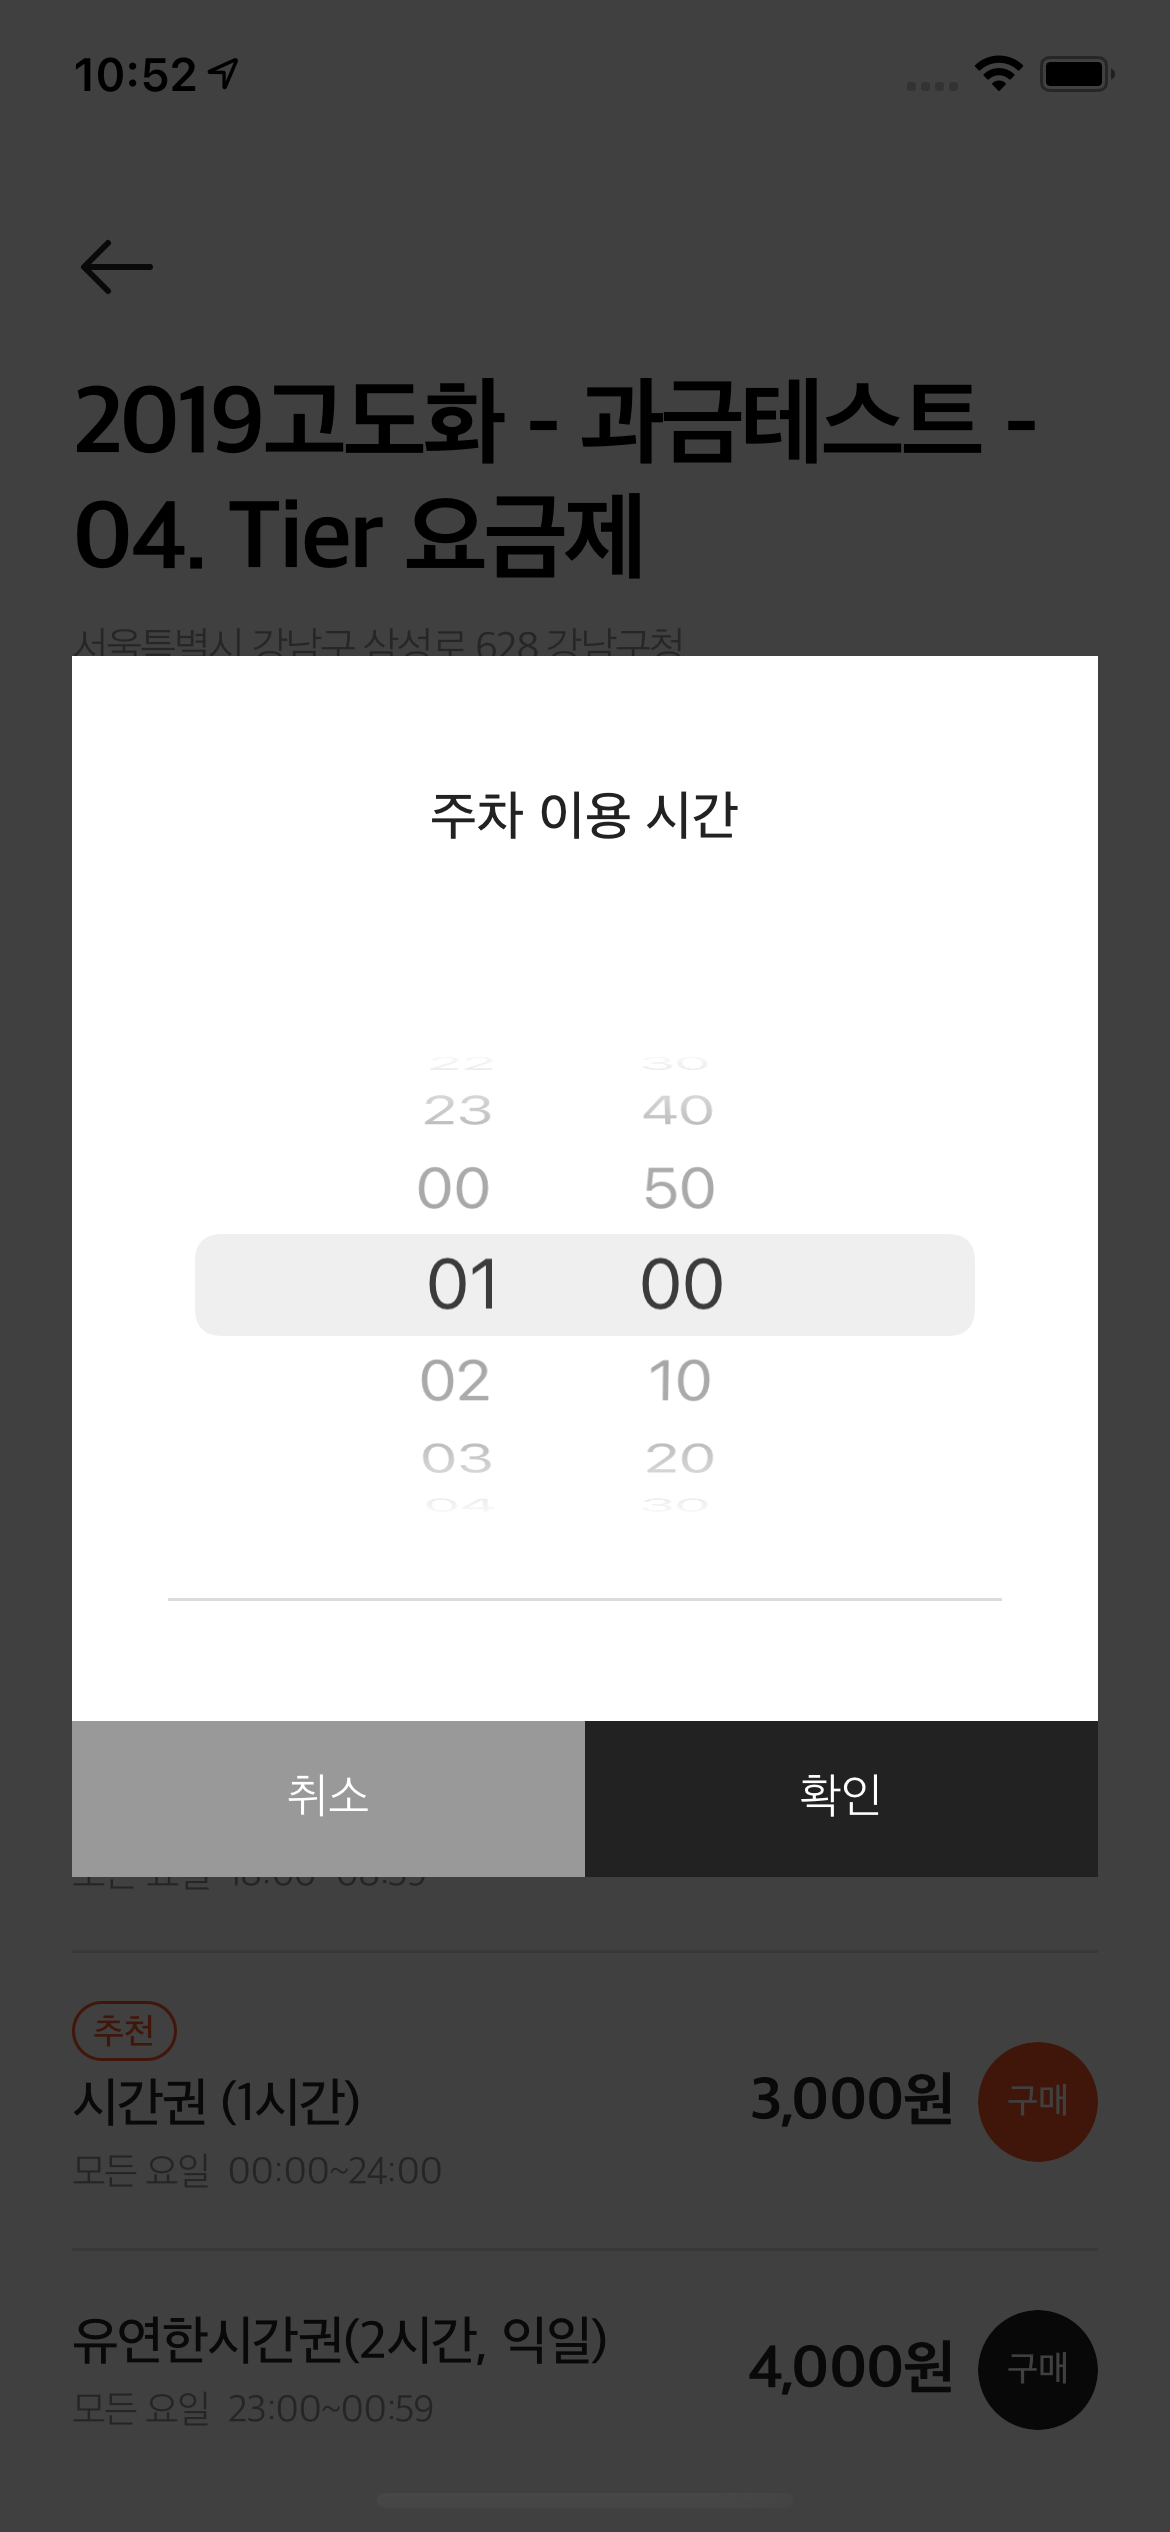 10:52
2019고도화 - 과금테스트 -
04. Tier 요금제
서울특별시 강남구 삼성로 628 강남구청
주차 이용 시간
22 30
23 40
00 50
01 00
02 10
03 20
04 30
취소 확인
모든 요일
추천
시간권 (1시간)
3,000원 구매
모든 요일 00:00~24:00
유연한시간권(2시간, 익일)
4,000원 구매
모든 요일 23:00~00:59